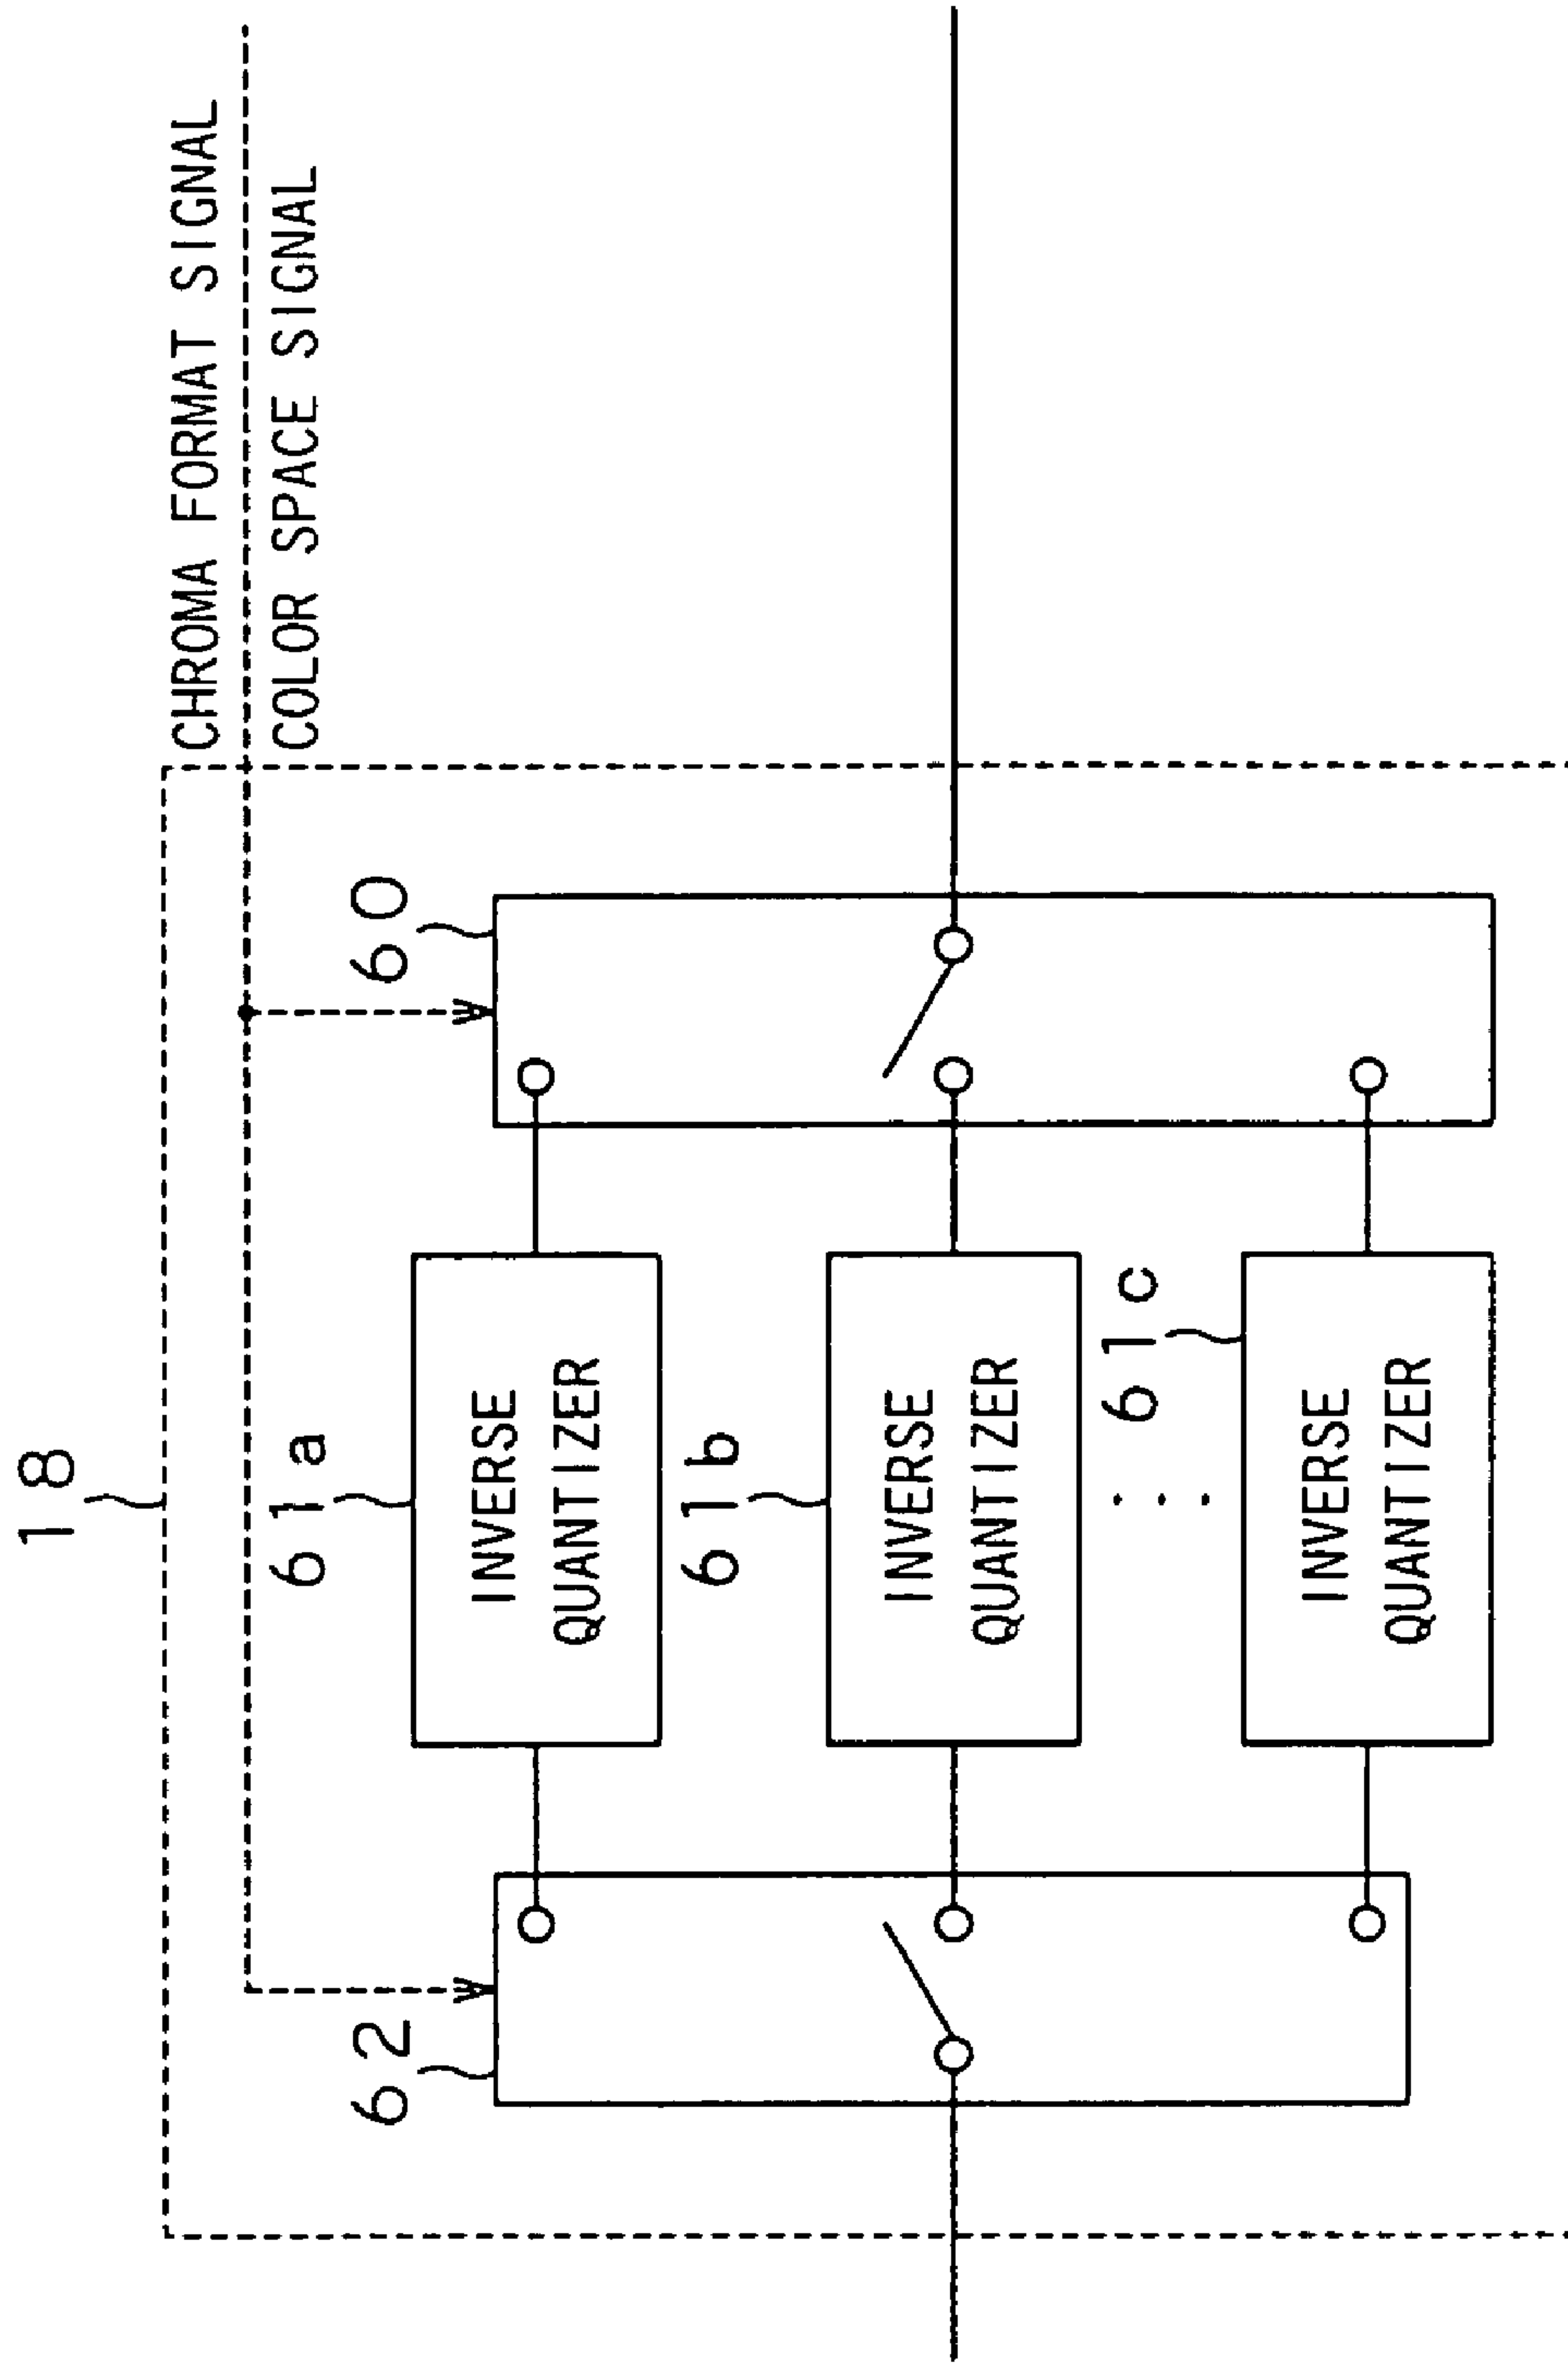 18
CHROMA FORMAT SIGNAL
COLOR SPACE SIGNAL
62
61a
60
INVERSE
QUANTIZER
61b
INVERSE
QUANTIZER
61c
INVERSE
QUANTIZER